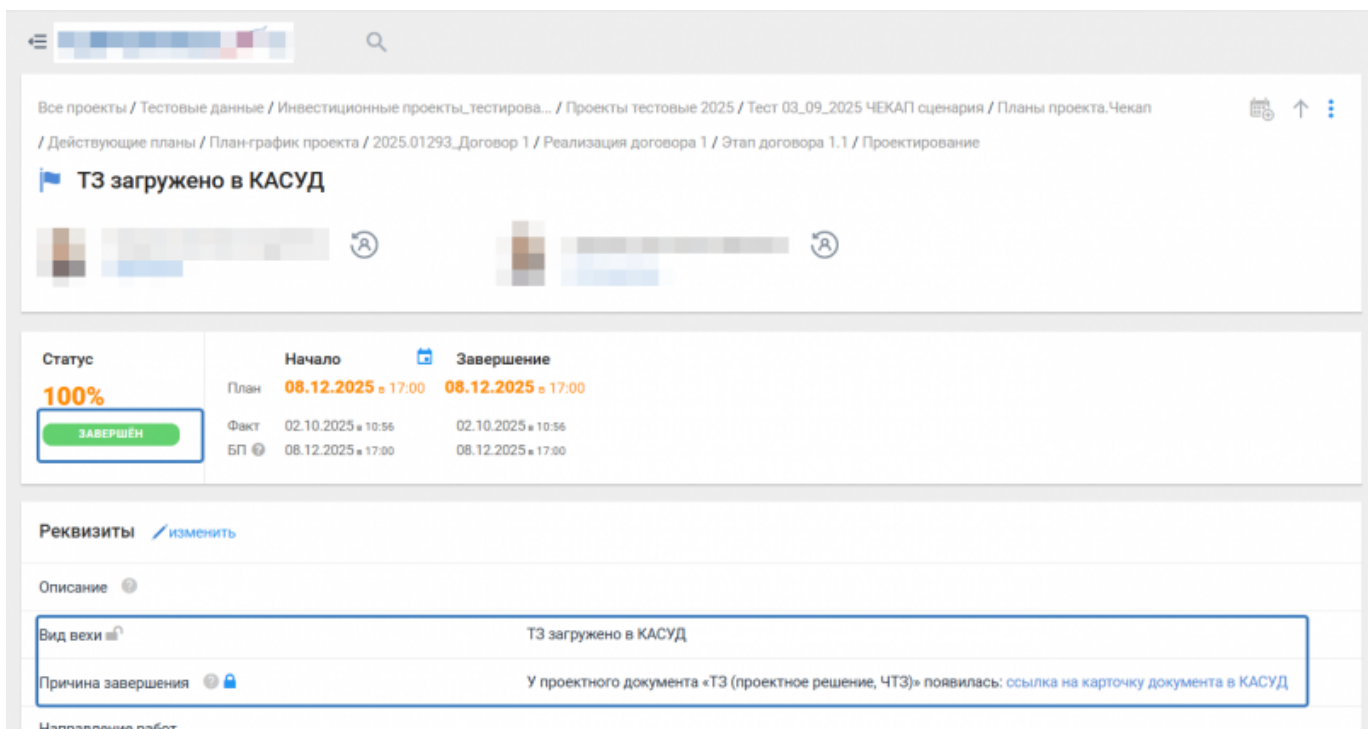 Все проекты / Тестовые данные / Инвестиционные проекты_тестирова... / Проекты тестовые 2025 / Тест 03_09_2025 ЧЕКАП сценария / Планы проекта.Чекап
/ Действующие планы / План-график проекта / 2025.01293_Договор 1 / Реализация договора 1 / Этап договора 1.1 / Проектирование
ТЗ загружено в КАСУД
Статус Начало Завершение
100% План 08.12.2025 в 17:00 08.12.2025 в 17:00
ЗАВЕРШЁН Факт 02.10.2025 в 10:56 02.10.2025 в 10:56
БП 08.12.2025 в 17:00 08.12.2025 в 17:00
Реквизиты изменить
Описание
Вид вехи ТЗ загружено в КАСУД
Причина завершения У проектного документа «ТЗ (проектное решение, ЧТЗ)» появилась: ссылка на карточку документа в КАСУД
Направление работ